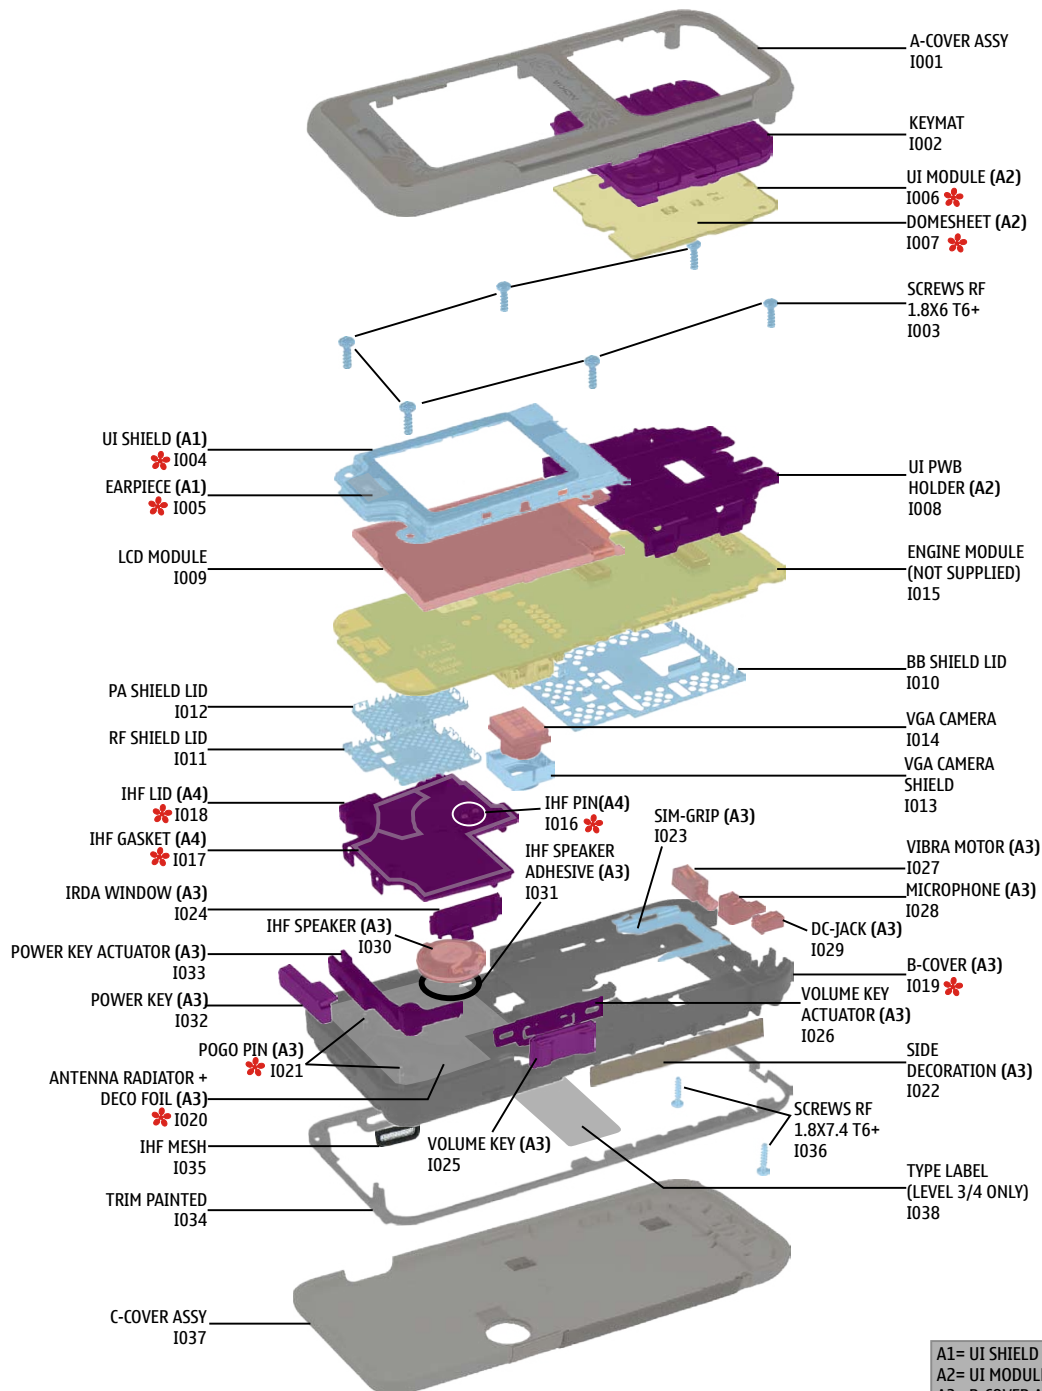 A-COVER ASSY
I001
KEYMAT
I002
UI MODULE (A2)
I006
DOMESHEET (A2)
I007
SCREWS RF
1.8X6 T6+
I003
UI SHIELD (A1)
I004
EARPIECE (A1)
I005
LCD MODULE
I009
UI PWB
HOLDER (A2)
I008
ENGINE MODULE
(NOT SUPPLIED)
I015
BB SHIELD LID
I010
PA SHIELD LID
I012
RF SHIELD LID
I011
VGA CAMERA
I014
VGA CAMERA
SHIELD
I013
IHF LID (A4)
I018
IHF GASKET (A4)
I017
IHF PIN(A4)
I016
IHF SPEAKER
ADHESIVE (A3)
I031
SIM-GRIP (A3)
I023
VIBRA MOTOR (A3)
I027
MICROPHONE (A3)
I028
DC-JACK (A3)
I029
IRDA WINDOW (A3)
I024
IHF SPEAKER (A3)
I030
POWER KEY ACTUATOR (A3)
I033
POWER KEY (A3)
I032
B-COVER (A3)
I019
VOLUME KEY
ACTUATOR (A3)
I026
POGO PIN (A3)
I021
ANTENNA RADIATOR +
DECO FOIL (A3)
I020
SIDE
DECORATION (A3)
I022
IHF MESH
I035
VOLUME KEY (A3)
I025
SCREWS RF
1.8X7.4 T6+
I036
TRIM PAINTED
I034
TYPE LABEL
(LEVEL 3/4 ONLY)
I038
C-COVER ASSY
I037
A1= UI SHIELD
A2= UI MODULE